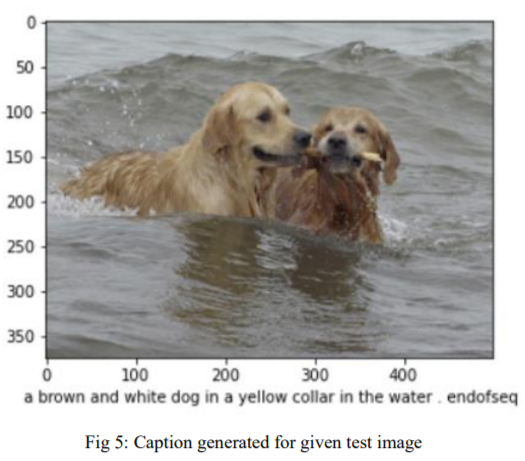 0
50
100
150
200
250
300
350
0 100 200 300 400
a brown and white dog in a yellow collar in the water . endofseq
Fig 5: Caption generated for given test image